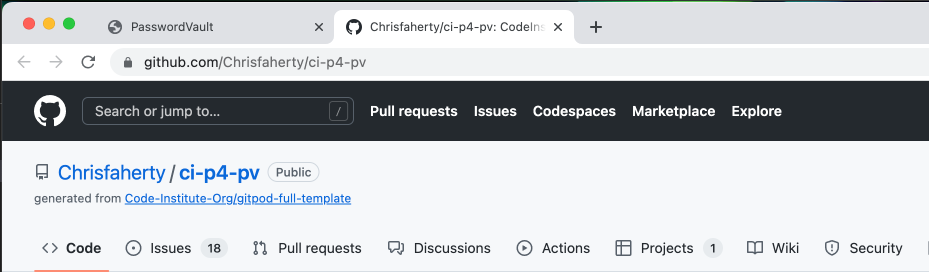 PasswordVault
Chrisfaherty/ci-p4-pv: CodeIns
github.com/Chrisfaherty/ci-p4-pv
Search or jump to... / Pull requests Issues Codespaces Marketplace Explore
Chrisfaherty / ci-p4-pv Public
generated from Code-Institute-Org/gitpod-full-template
Code Issues 18 Pull requests Discussions Actions Projects 1 Wiki Security